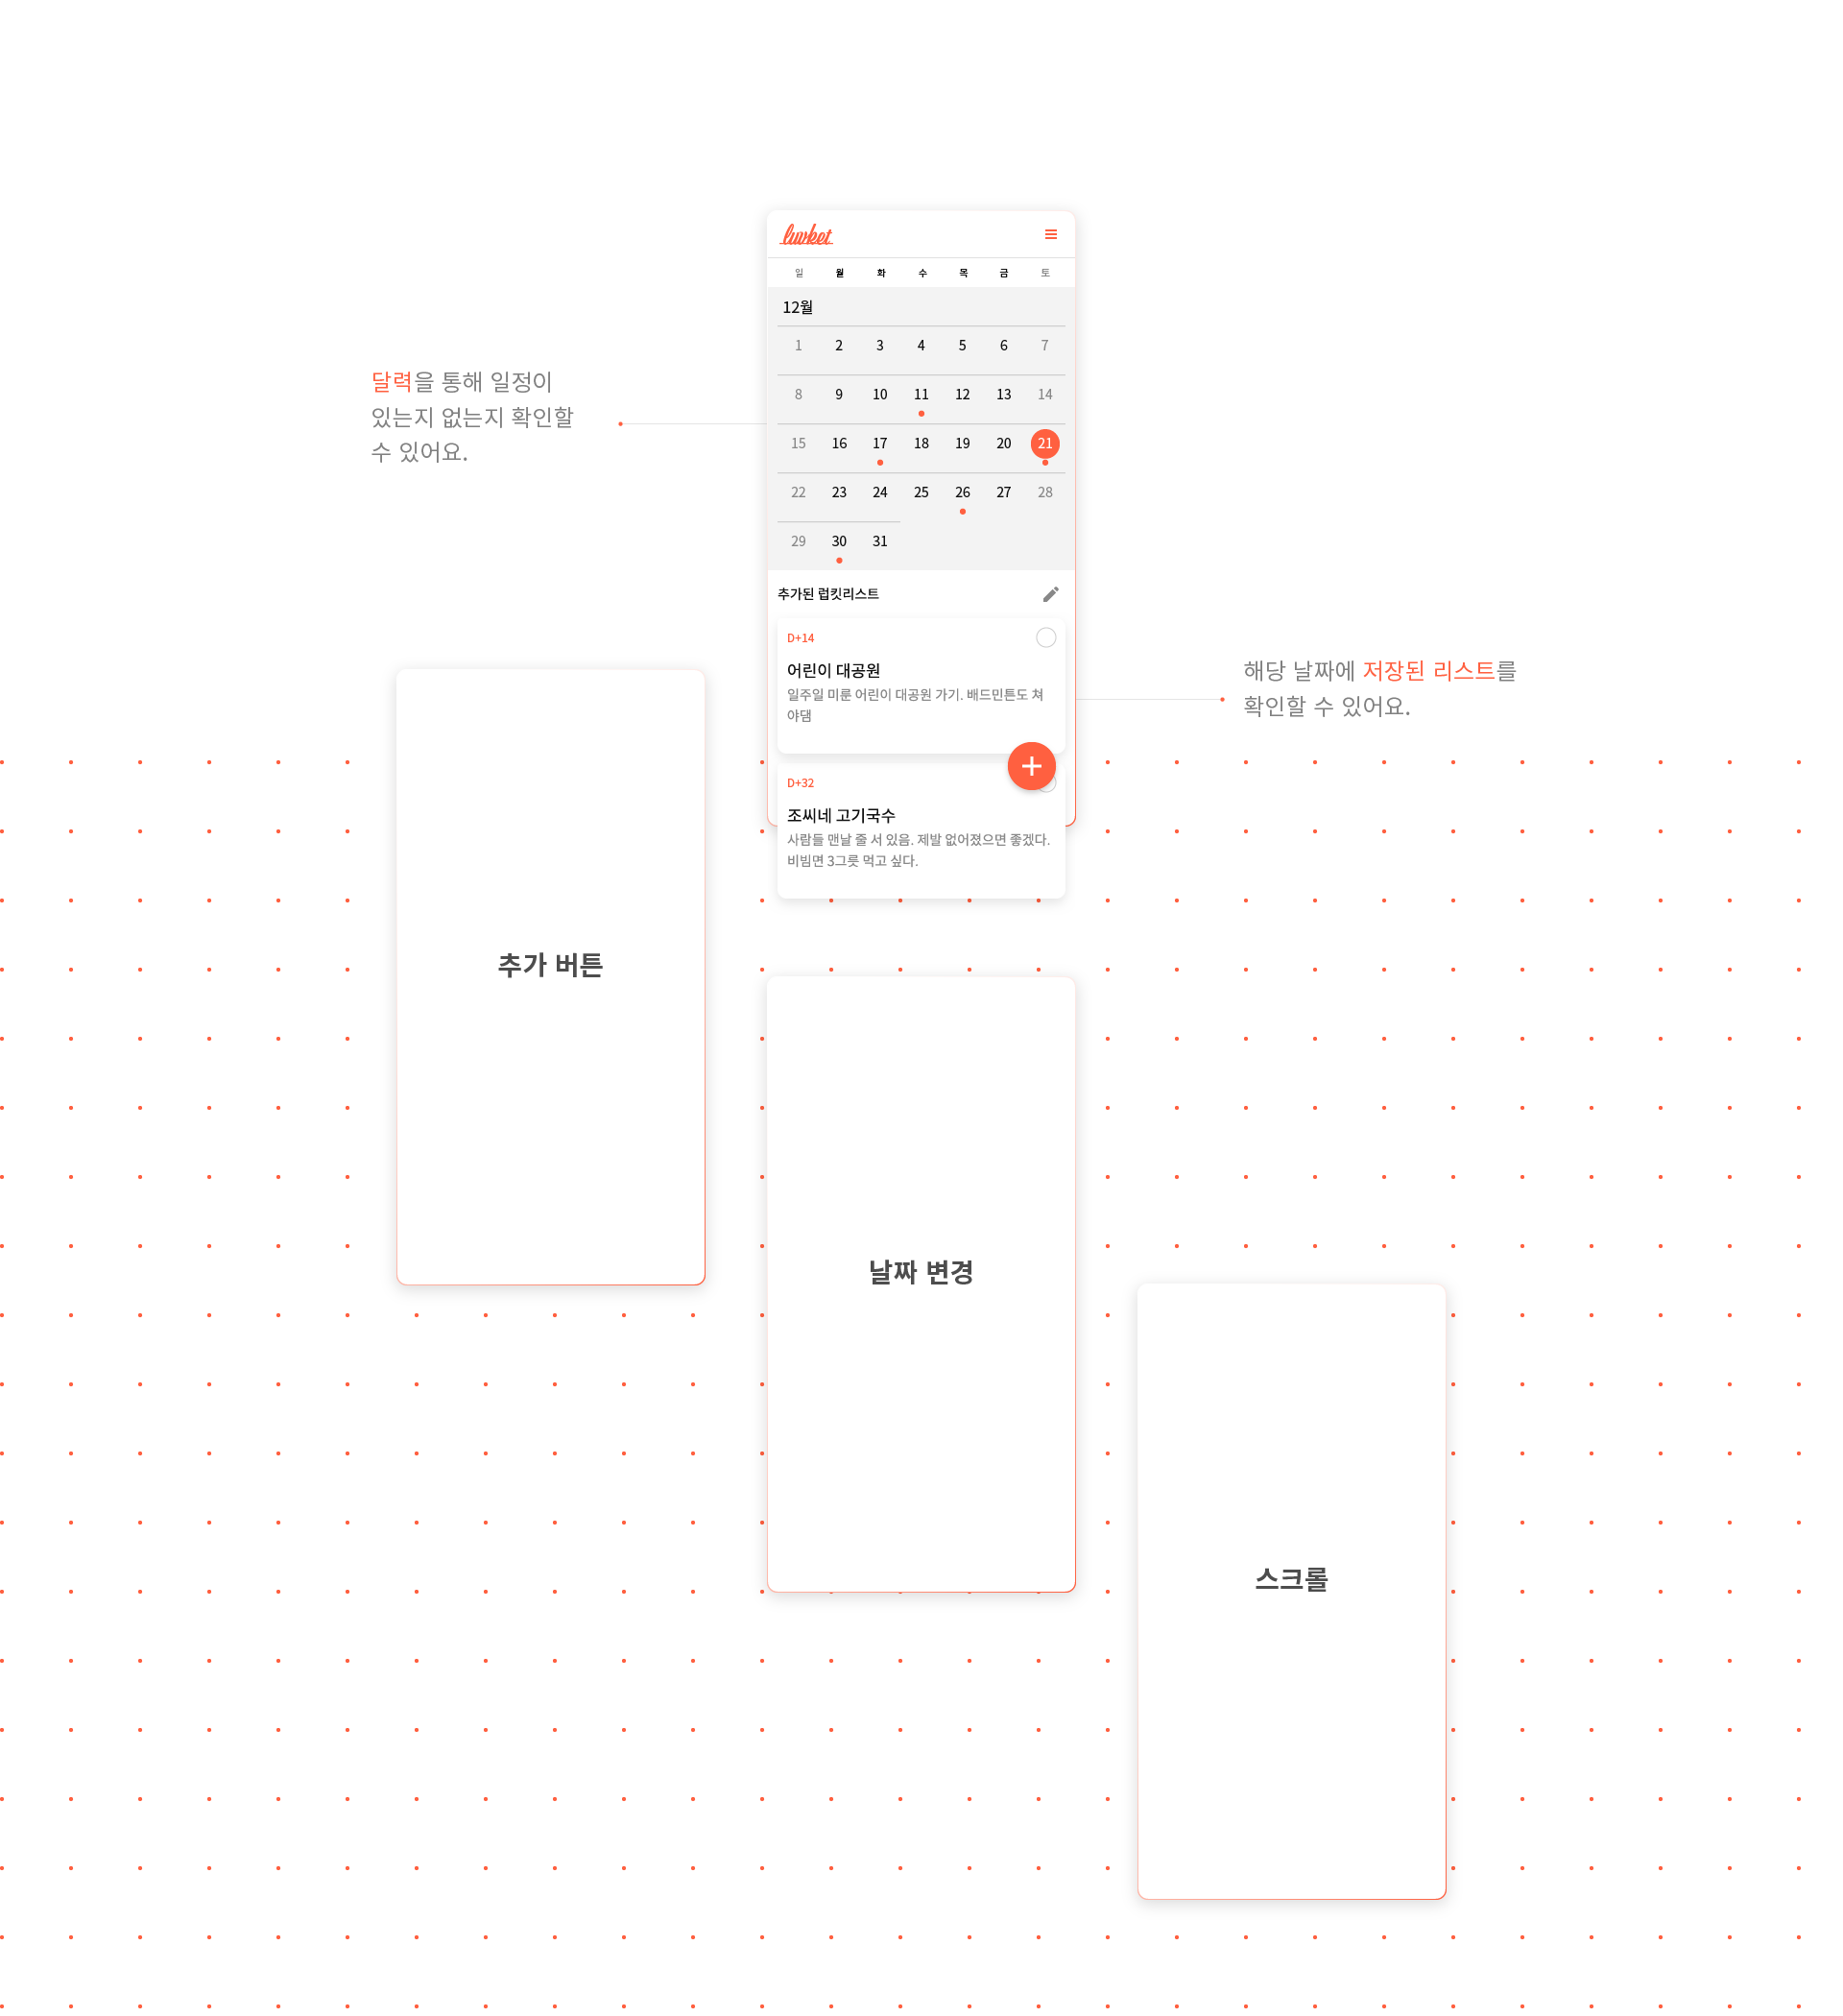 luvket
일 월 화 수 목 금 토
12월
1 2 3 4 5 6 7
8 9 10 11 12 13 14
15 16 17 18 19 20 21
22 23 24 25 26 27 28
29 30 31
달력을 통해 일정이
있는지 없는지 확인할
수 있어요.
추가된 럽킷리스트
D+14
어린이 대공원
일주일 미룬 어린이 대공원 가기. 배드민튼도 쳐
야댐
해당 날짜에 저장된 리스트를
확인할 수 있어요.
D+32
조씨네 고기국수
사람들 맨날 줄 서 있음. 제발 없어졌으면 좋겠다.
비빔면 3그릇 먹고 싶다.
추가 버튼
날짜 변경
스크롤